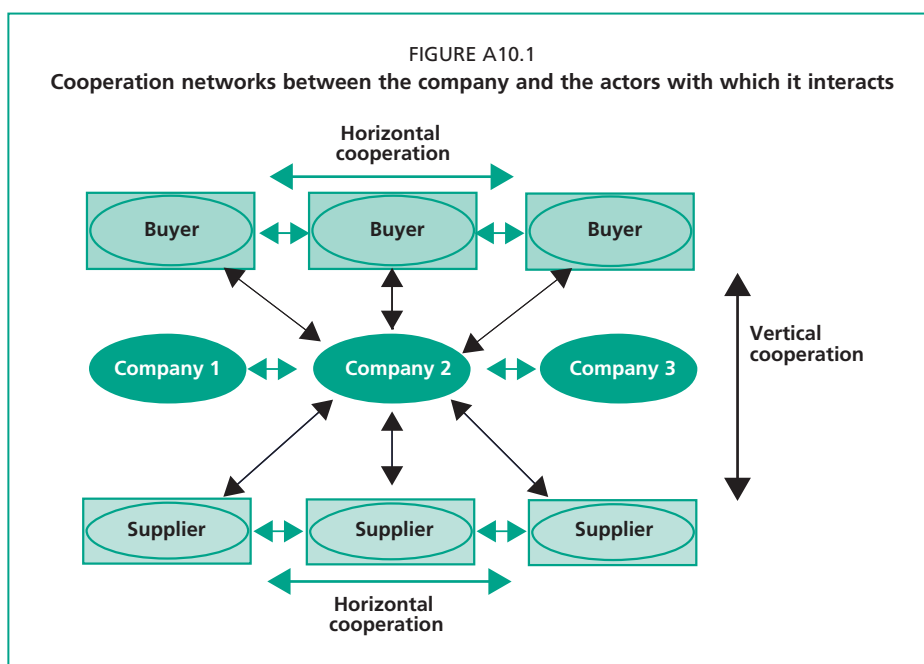 FIGURE A10.1
Cooperation networks between the company and the actors with which it interacts
Horizontal
cooperation
Buyer
Buyer
Buyer
Company 1
Company 2
Company 3
Vertical
cooperation
Supplier
Supplier
Supplier
Horizontal
cooperation